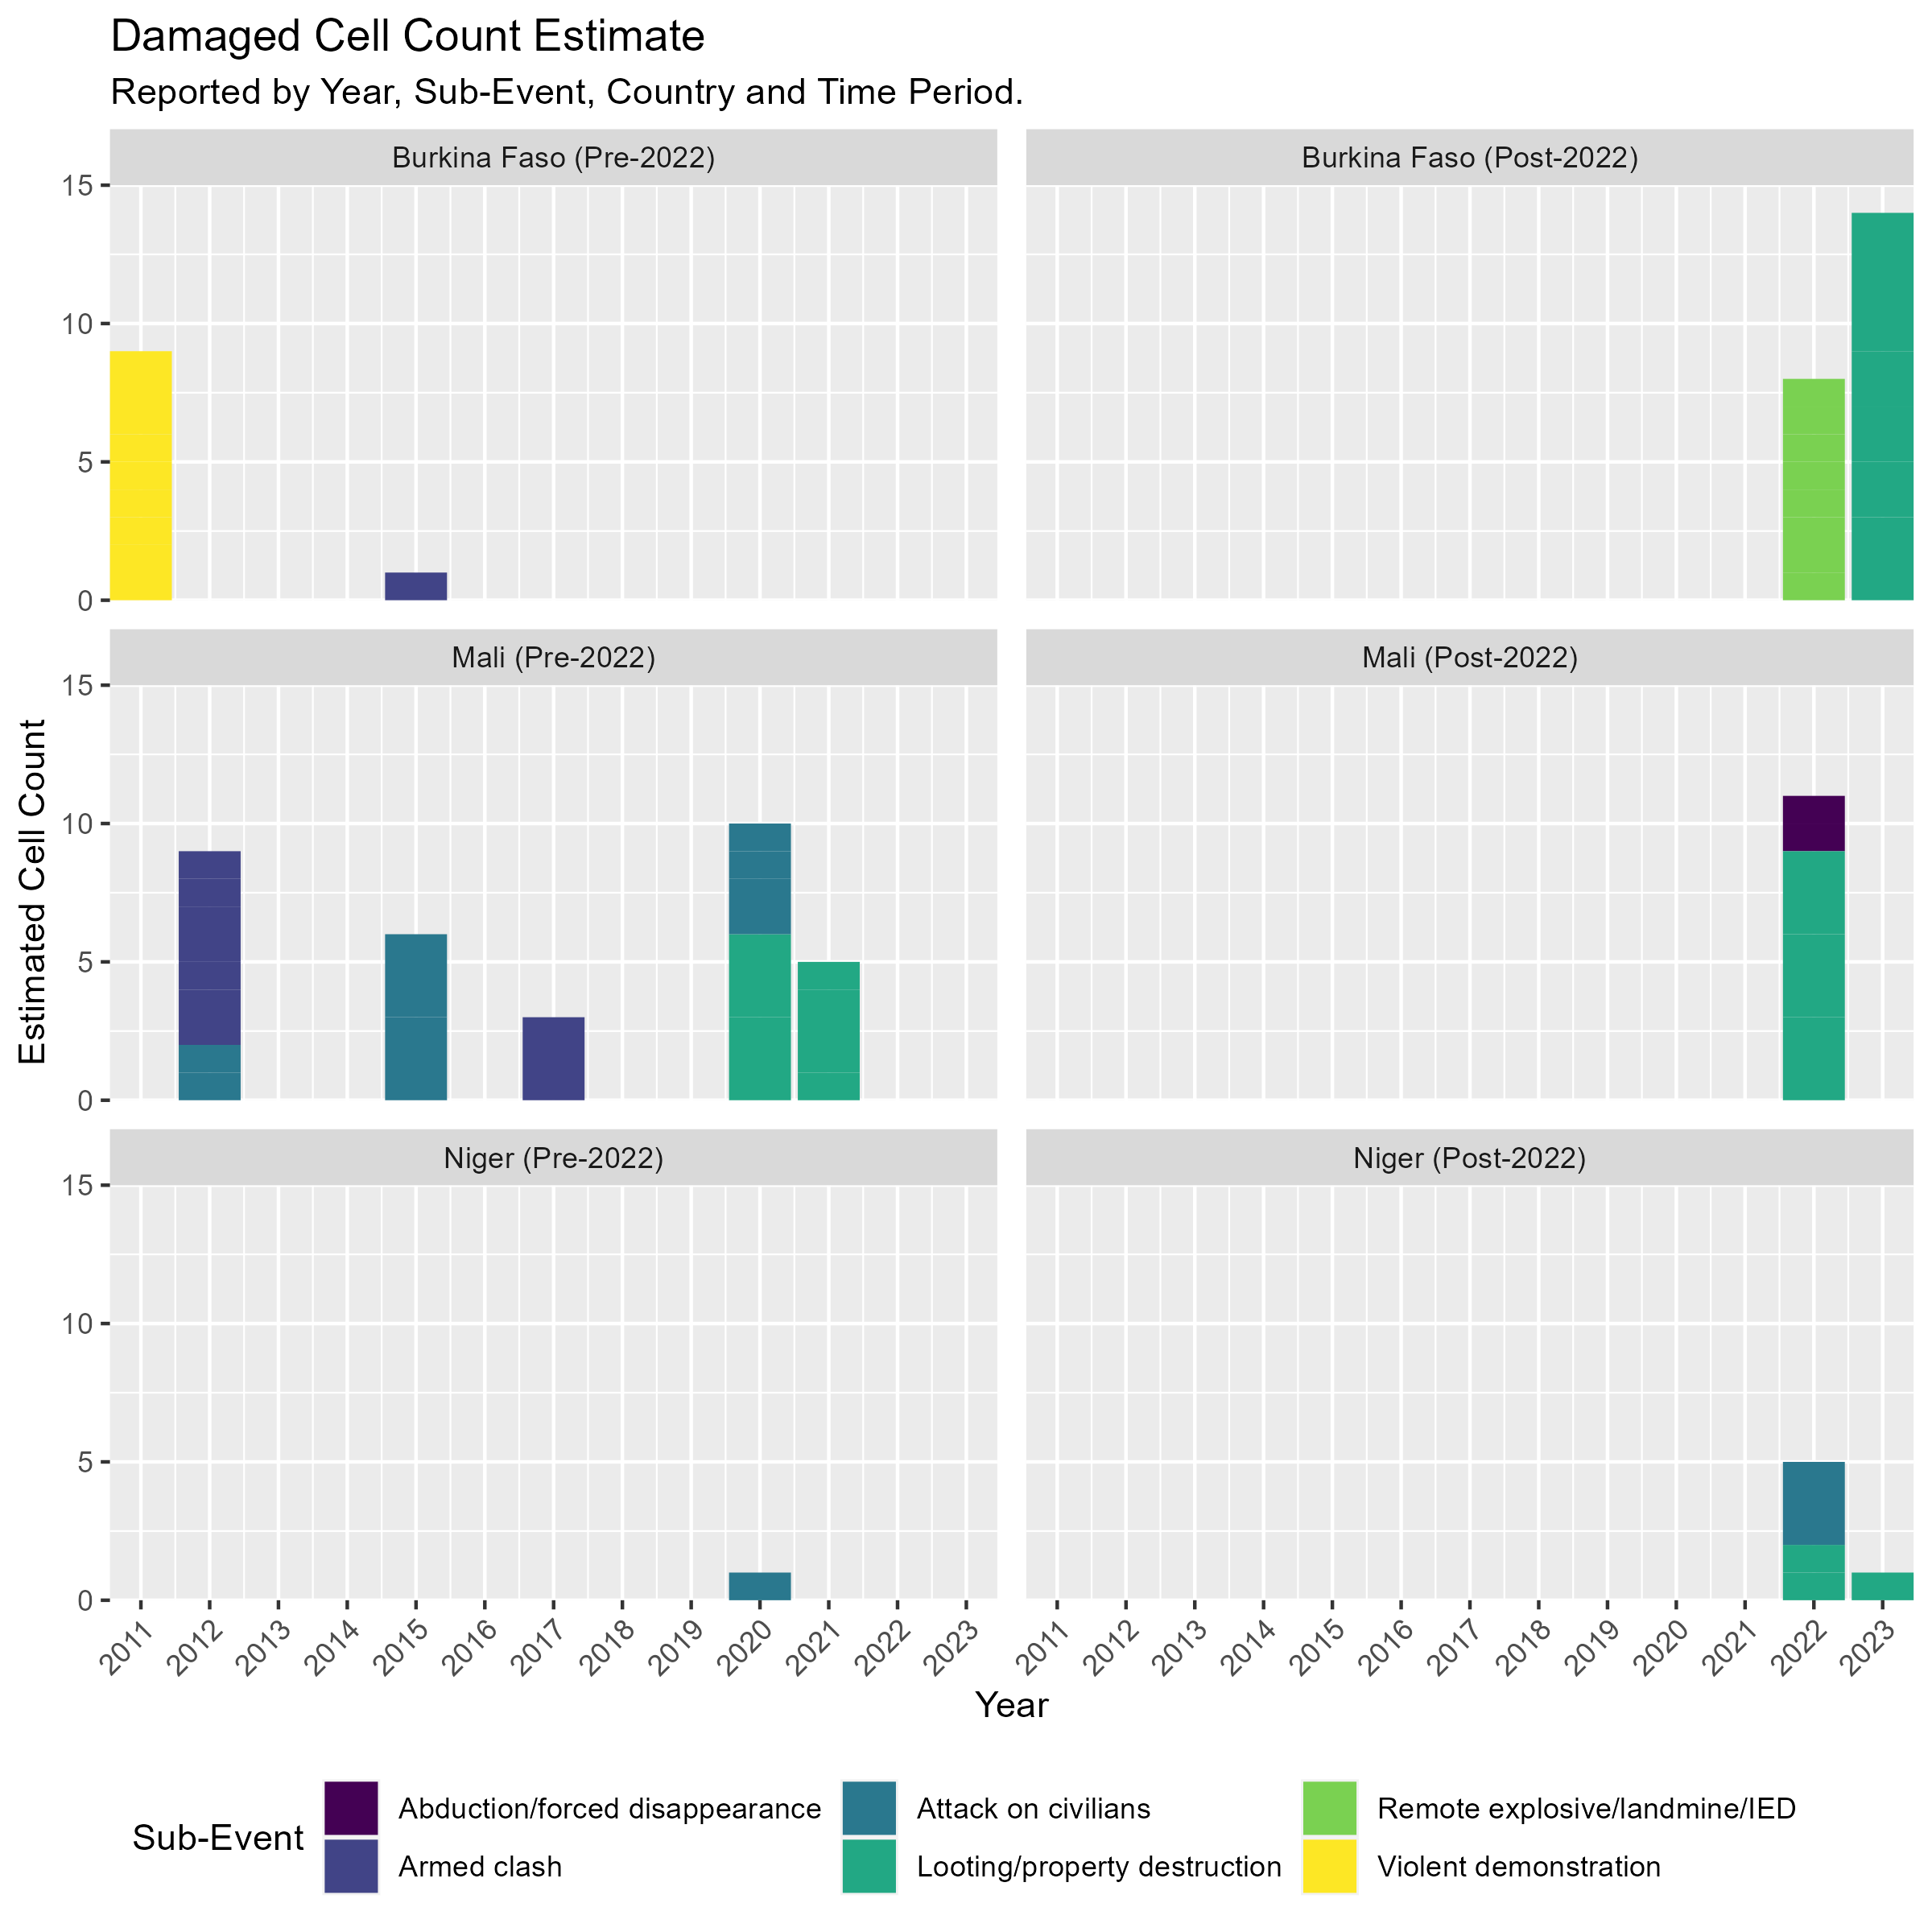 Damaged Cell Count Estimate
Reported by Year, Sub-Event, Country and Time Period.
Burkina Faso (Pre-2022)
Burkina Faso (Post-2022)
15
10
5
0
Mali (Pre-2022)
Mali (Post-2022)
15
10
5
0
Niger (Pre-2022)
Niger (Post-2022)
15
10
5
0
Estimated Cell Count
2011 2012 2013 2014 2015 2016 2017 2018 2019 2020 2021 2022 2023
2011 2012 2013 2014 2015 2016 2017 2018 2019 2020 2021 2022 2023
Year
Sub-Event
Abduction/forced disappearance
Armed clash
Attack on civilians
Looting/property destruction
Remote explosive/landmine/IED
Violent demonstration